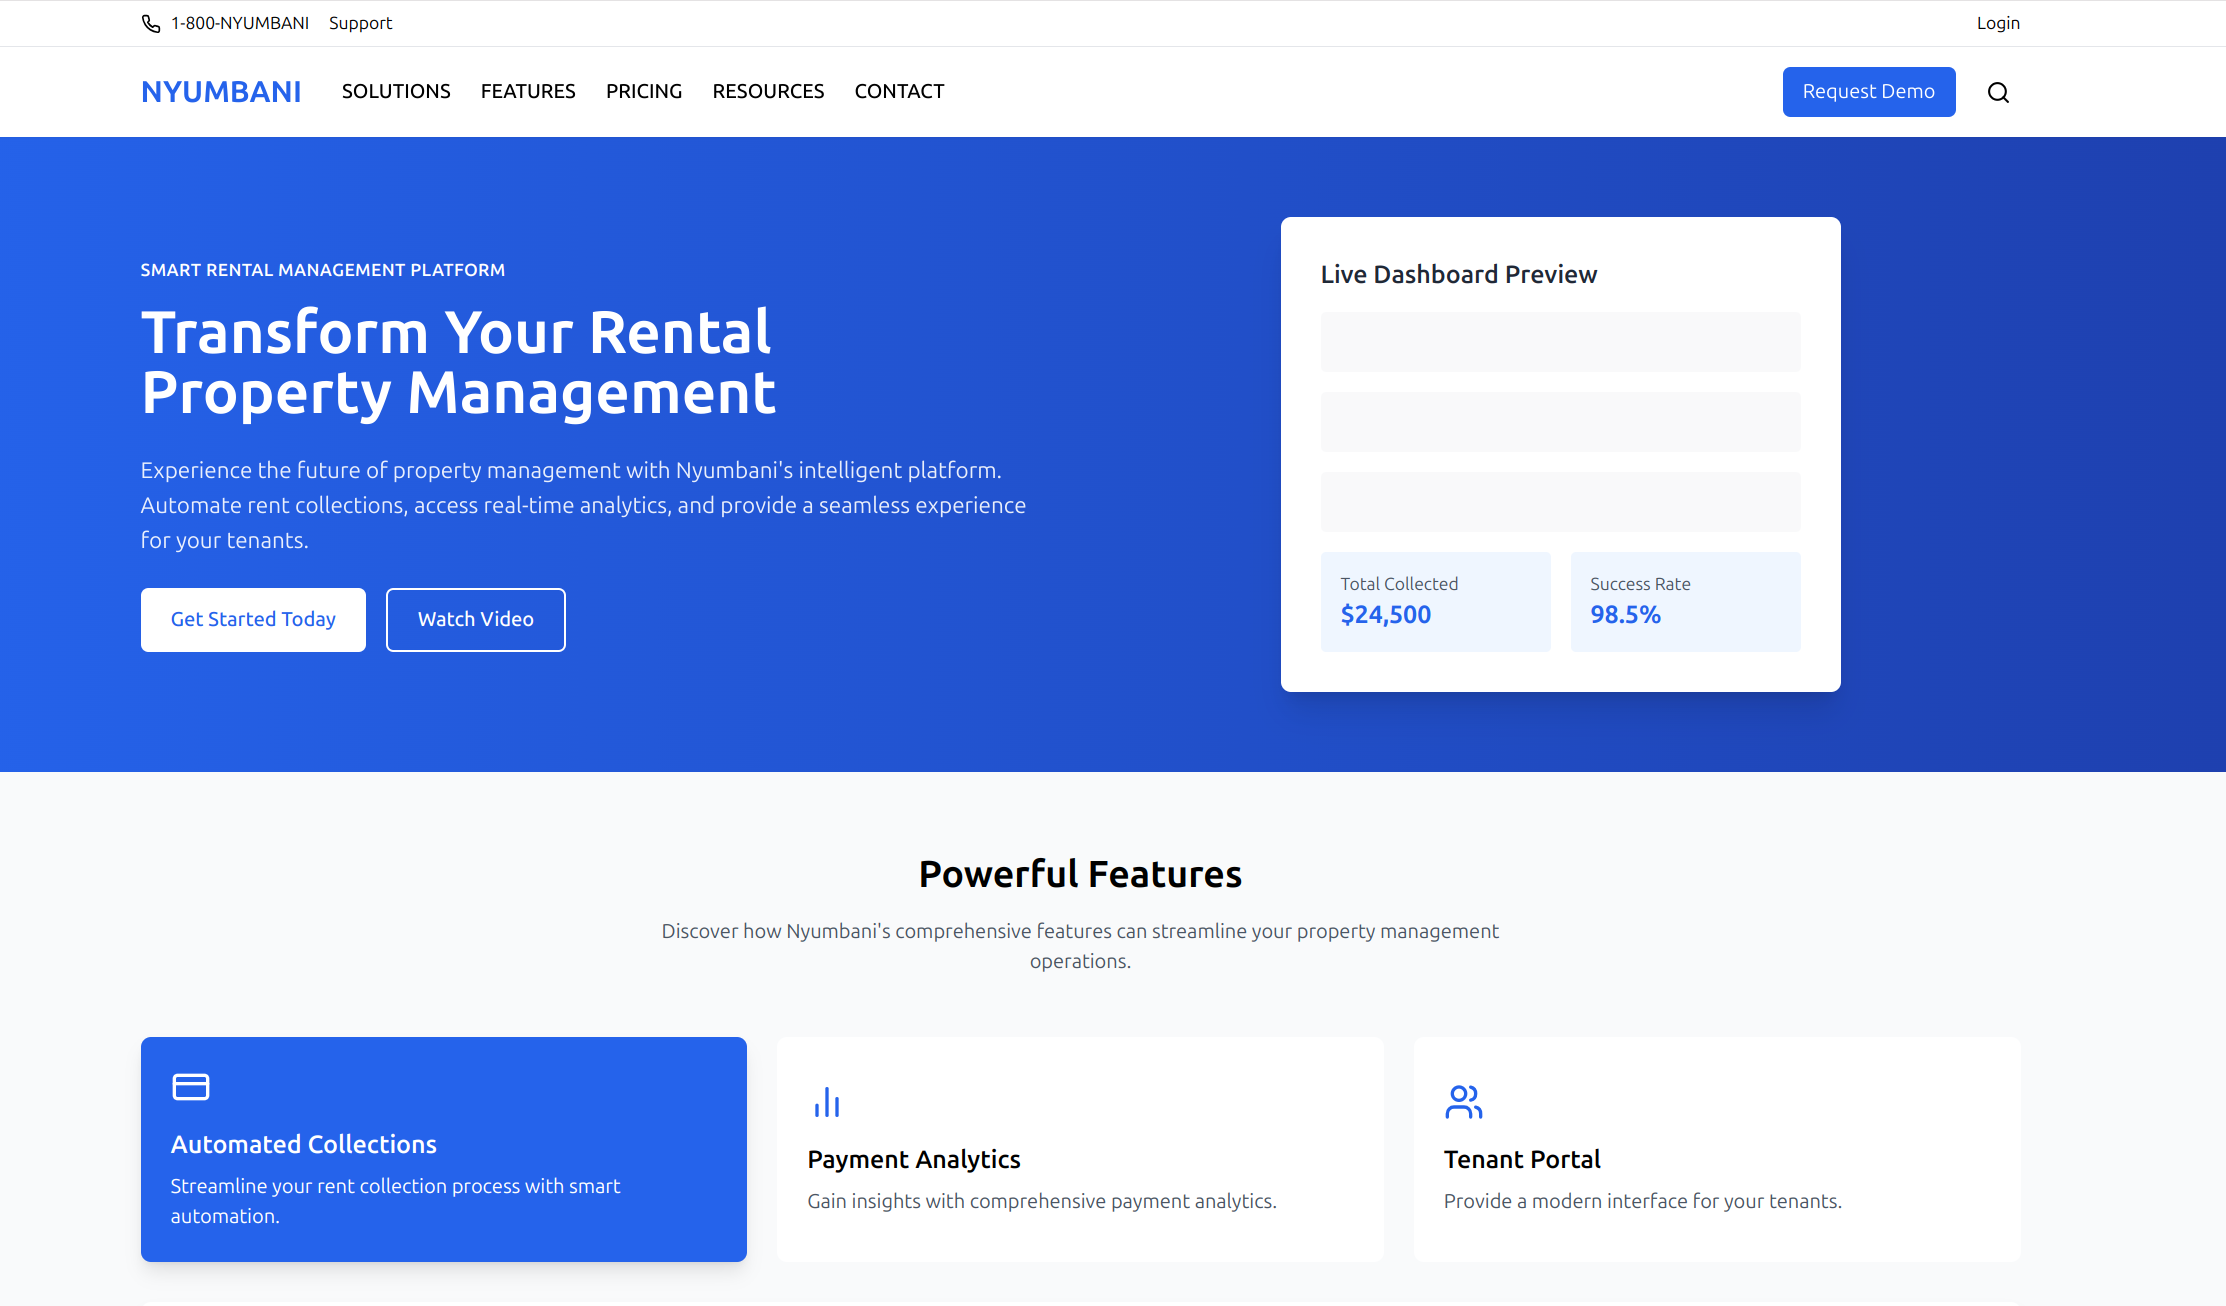 1-800-NYUMBANI Support Login
NYUMBANI SOLUTIONS FEATURES PRICING RESOURCES CONTACT Request Demo
SMART RENTAL MANAGEMENT PLATFORM
Transform Your Rental
Property Management
Experience the future of property management with Nyumbani's intelligent platform.
Automate rent collections, access real-time analytics, and provide a seamless experience
for your tenants.
Get Started Today Watch Video
Live Dashboard Preview
Total Collected
$24,500
Success Rate
98.5%
Powerful Features
Discover how Nyumbani's comprehensive features can streamline your property management
operations.
Automated Collections
Streamline your rent collection process with smart
automation.
Payment Analytics
Gain insights with comprehensive payment analytics.
Tenant Portal
Provide a modern interface for your tenants.